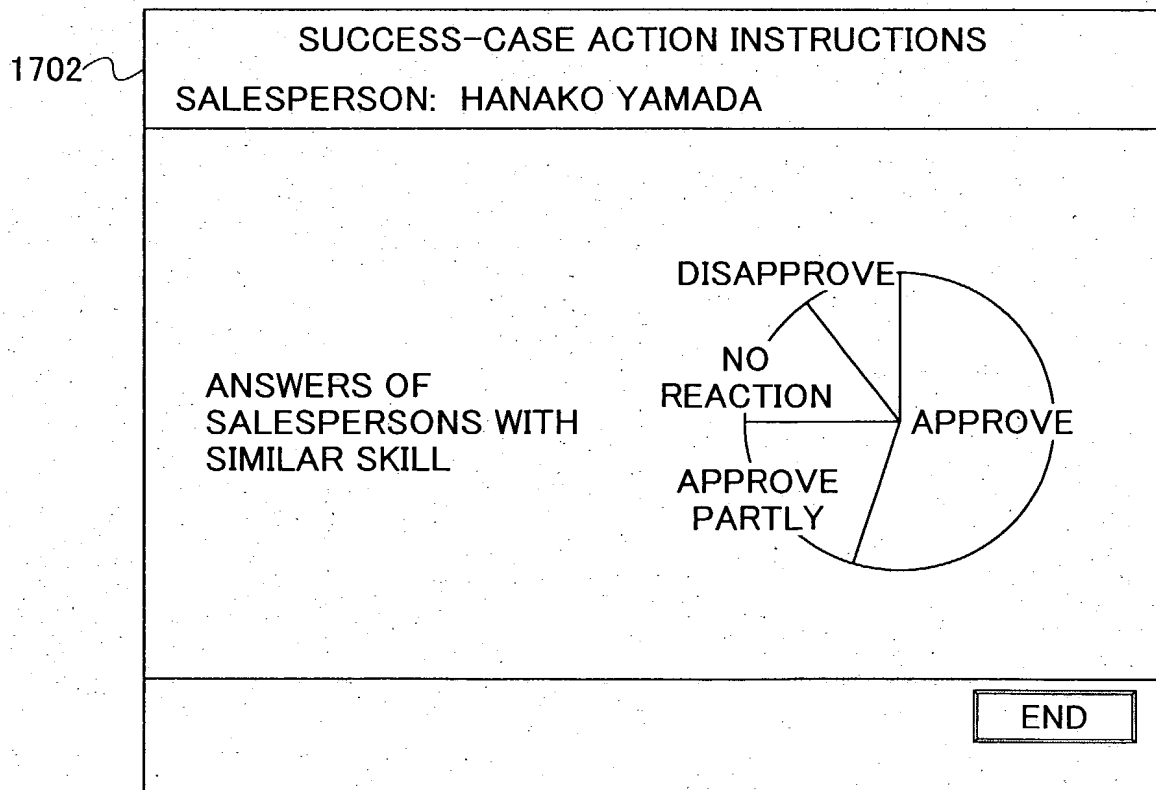 SUCCESS-CASE ACTION INSTRUCTIONS
1702
SALESPERSON: HANAKO YAMADA
DISAPPROVE
NO
REACTION
APPROVE
APPROVE
PARTLY
ANSWERS OF
SALESPERSONS WITH
SIMILAR SKILL
END